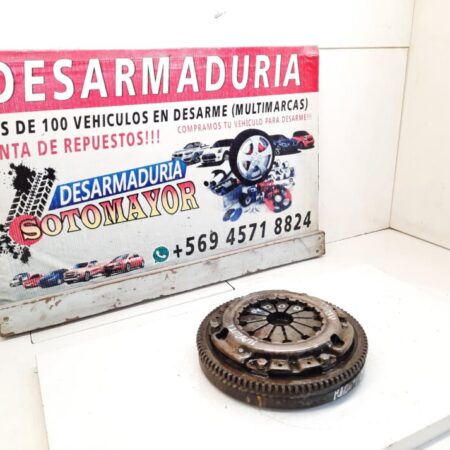 DESARMADURIA
S DE 100 VEHICULOS EN DESARME (MULTIMARCAS)
NTA DE REPUESTOS!!!
COMPRAMOS TU VEHÍCULO PARA DESARME!!!
DESARMADURIA
SOTOMAYOR
+569 4571 8824